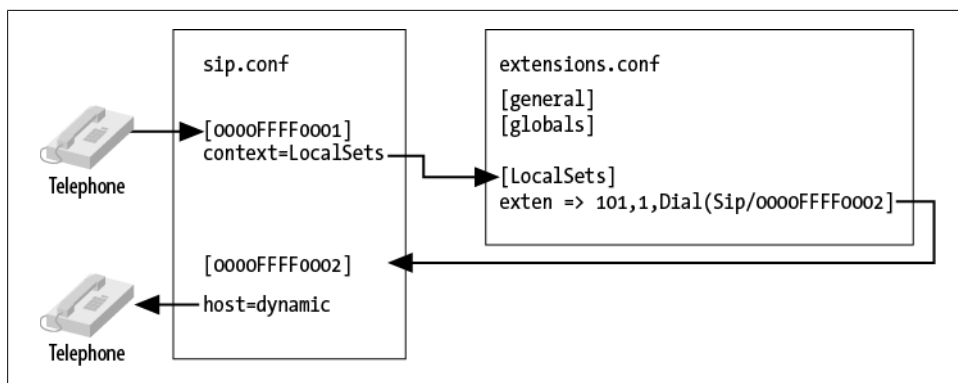 sip.conf
[0000FFFF0001]
context=LocalSets
Telephone
[0000FFFF0002]
host=dynamic
Telephone
extensions.conf
[general]
[globals]
[LocalSets]
exten => 101,1,Dial(Sip/0000FFFF0002]